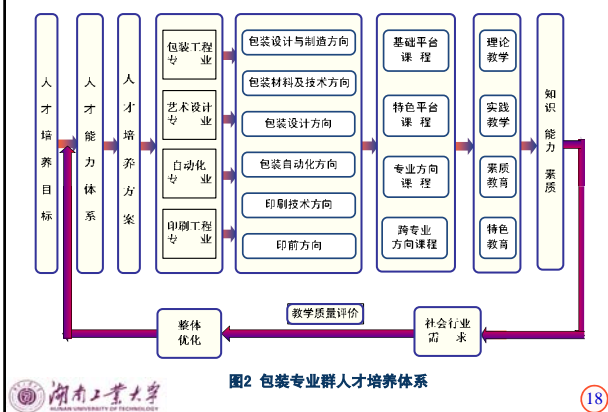 人才培养目标
人才能力体系
人才培养方案
包装工程
专 业
艺术设计
专 业
自动化
专 业
印刷工程
专 业
包装设计与制造方向
包装材料及技术方向
包装设计方向
包装自动化方向
印刷技术方向
印前方向
基础平台
课 程
特色平台
课 程
专业方向
课 程
跨专业
方向课程
理论
教学
实践
教学
素质
教育
特色
教育
知识 能力 素质
教学质量评价
整体
优化
社会行业
需 求
图2 包装专业群人才培养体系
湖南工业大学
HUNAN UNIVERSITY OF TECHNOLOGY
18